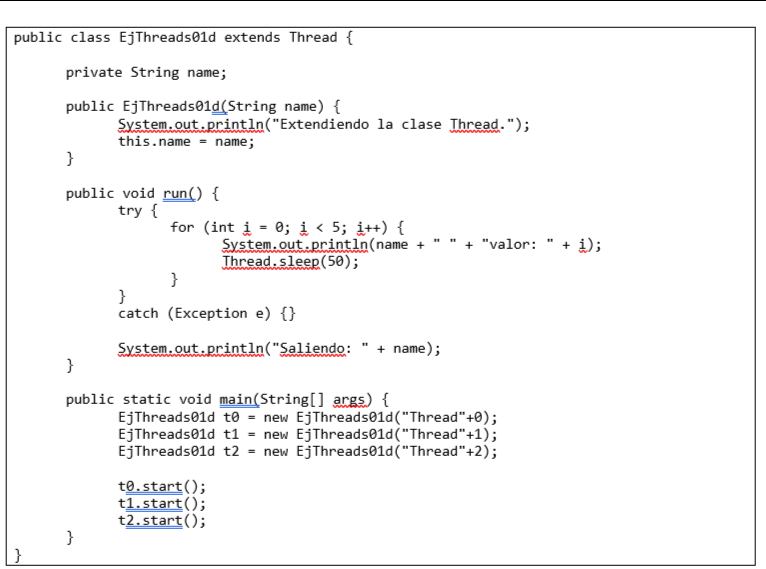 public class EjThreads01d extends Thread {
private String name;
public EjThreads01d(String name) {
System.out.println("Extendiendo la clase Thread.");
this.name = name;
}
public void run() {
try {
for (int i = 0; i < 5; i++) {
System.out.println(name + " " + "valor: " + i);
Thread.sleep(50);
}
}
catch (Exception e) {}
System.out.println("Saliendo: " + name);
}
public static void main(String[] args) {
EjThreads01d t0 = new EjThreads01d("Thread"+0);
EjThreads01d t1 = new EjThreads01d("Thread"+1);
EjThreads01d t2 = new EjThreads01d("Thread"+2);
t0.start();
t1.start();
t2.start();
}
}